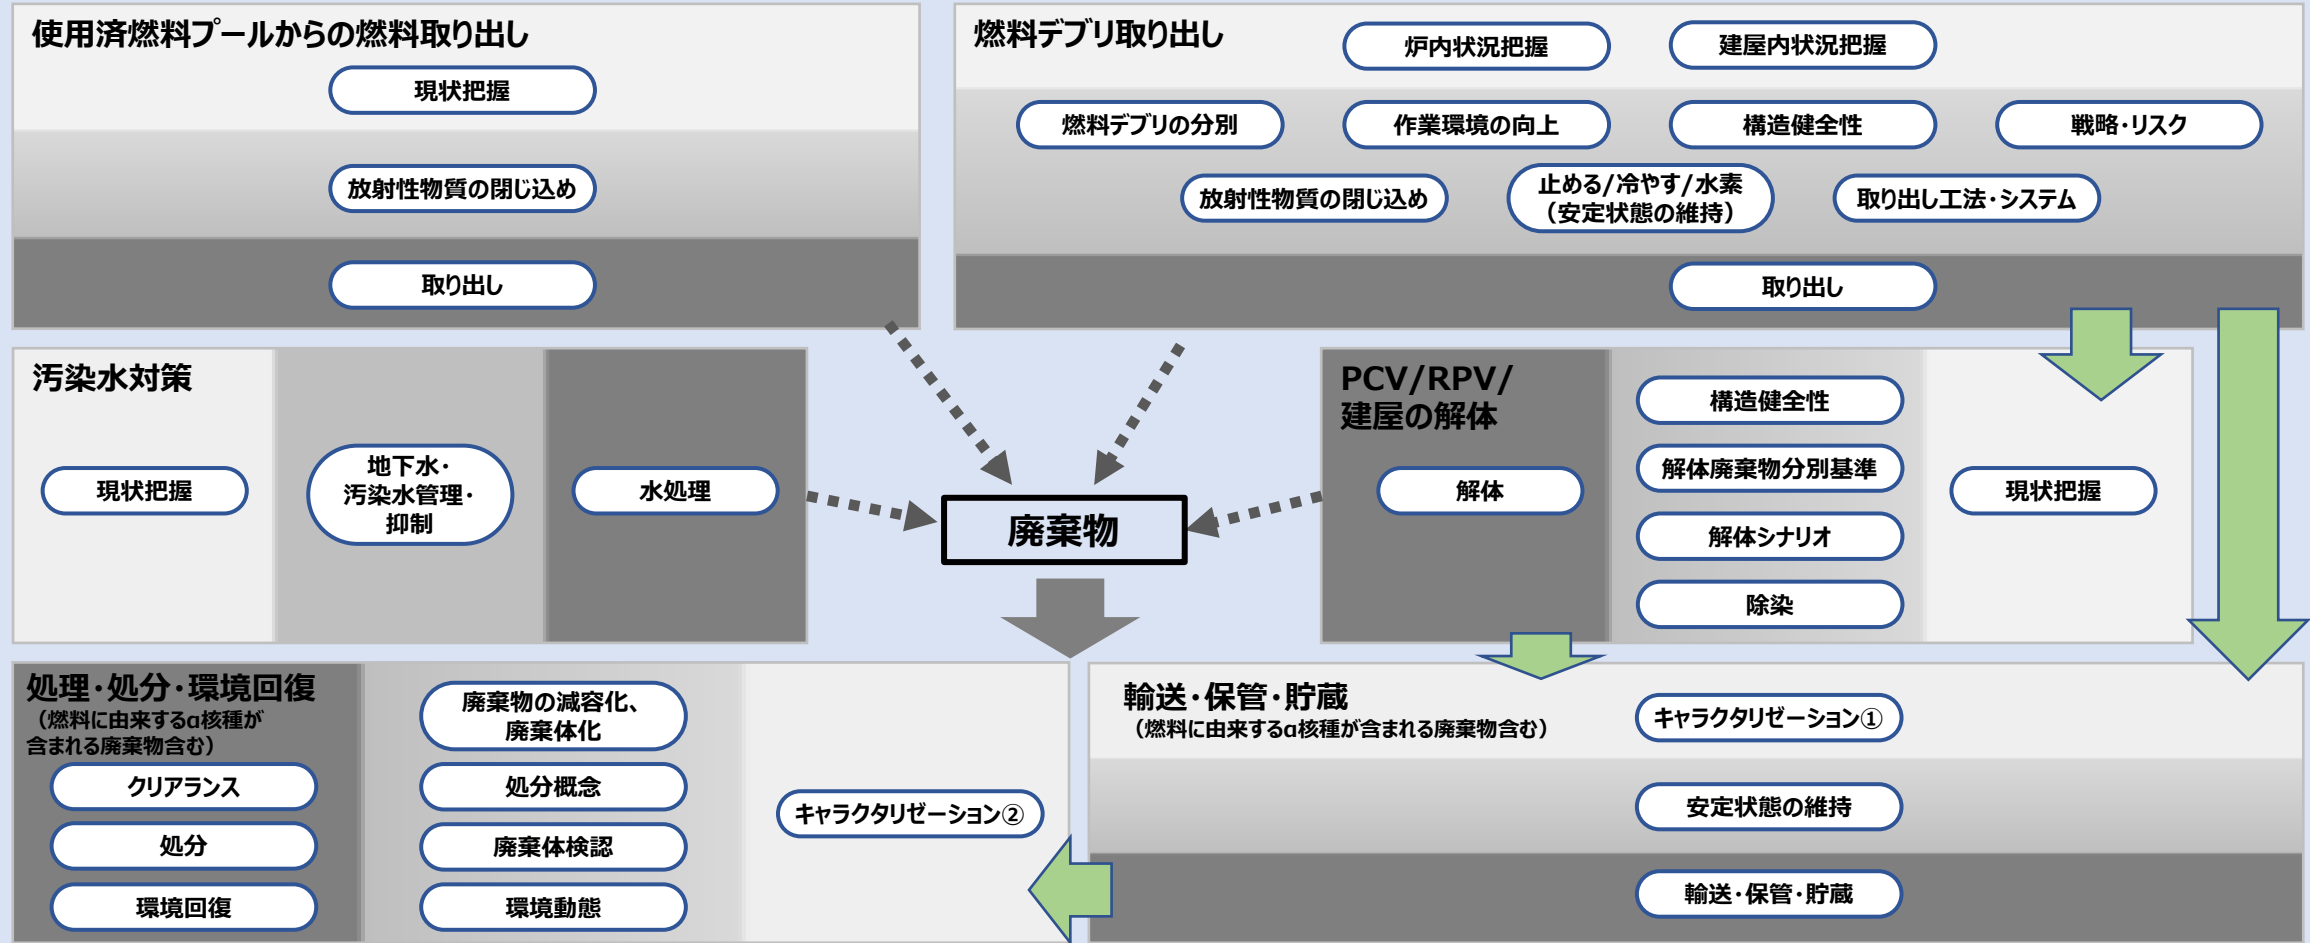 使用済燃料プールからの燃料取り出し
現状把握
放射性物質の閉じ込め
取り出し
燃料デブリ取り出し
炉内状況把握
建屋内状況把握
燃料デブリの分別
作業環境の向上
構造健全性
戦略・リスク
放射性物質の閉じ込め
止める/冷やす/水素
（安定状態の維持）
取り出し工法・システム
取り出し
汚染水対策
現状把握
地下水・
汚染水管理・
抑制
水処理
廃棄物
PCV/RPV/
建屋の解体
解体
構造健全性
解体廃棄物分別基準
解体シナリオ
除染
現状把握
処理・処分・環境回復
（燃料に由来するα核種が
含まれる廃棄物含む）
クリアランス
処分
環境回復
廃棄物の減容化、
廃棄体化
処分概念
廃棄体検認
環境動態
キャラクタリゼーション②
輸送・保管・貯蔵
（燃料に由来するα核種が含まれる廃棄物含む）
キャラクタリゼーション①
安定状態の維持
輸送・保管・貯蔵